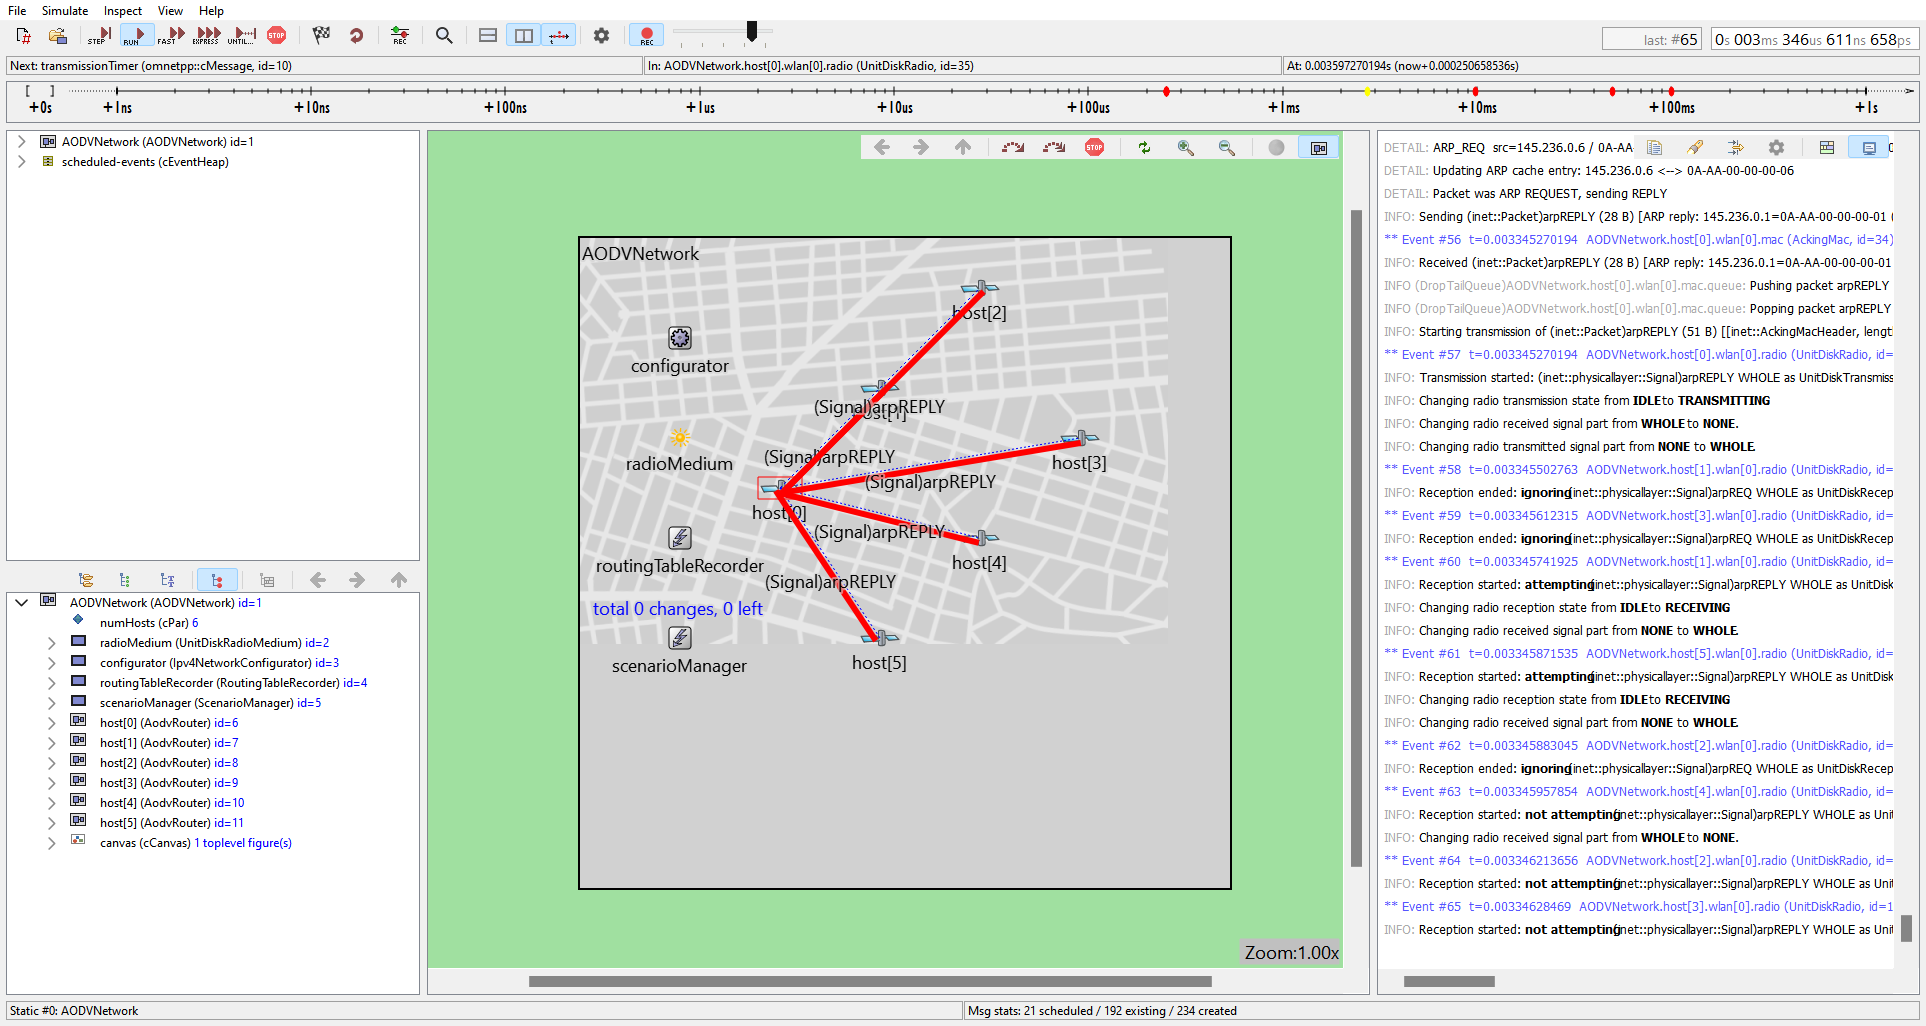 File Simulate Inspect View Help
STEP RUN FAST EXPRESS UNTIL... STOP REC REC
last: #65 0s 003ms 346us 611ns 658ps
Next: transmissionTimer (omnetpp::cMessage, id=10) In: AODVNetwork.host[0].wlan[0].radio (UnitDiskRadio, id=35) At: 0.003597270194s (now+0.000250658536s)
[ ]
+0s +1ns +10ns +100ns +1us +10us +100us +1ms +10ms +100ms +1s
AODVNetwork (AODVNetwork) id=1
scheduled-events (cEventHeap)
AODVNetwork (AODVNetwork) id=1
numHosts (cPar) 6
radioMedium (UnitDiskRadioMedium) id=2
configurator (Ipv4NetworkConfigurator) id=3
routingTableRecorder (RoutingTableRecorder) id=4
scenarioManager (ScenarioManager) id=5
host[0] (AodvRouter) id=6
host[1] (AodvRouter) id=7
host[2] (AodvRouter) id=8
host[3] (AodvRouter) id=9
host[4] (AodvRouter) id=10
host[5] (AodvRouter) id=11
canvas (cCanvas) 1 toplevel figure(s)
STOP
AODVNetwork
host[2]
configurator
(Signal)arpREPLY
host[1]
(Signal)arpREPLY
radioMedium
host[3]
(Signal)arpREPLY
host[0]
(Signal)arpREPLY
host[4]
routingTableRecorder
(Signal)arpREPLY
total 0 changes, 0 left
host[5]
scenarioManager
Zoom:1.00x
DETAIL: ARP_REQ src=145.236.0.6 / 0A-AA
DETAIL: Updating ARP cache entry: 145.236.0.6 <--> 0A-AA-00-00-00-06
DETAIL: Packet was ARP REQUEST, sending REPLY
INFO: Sending (inet::Packet)arpREPLY (28 B) [ARP reply: 145.236.0.1=0A-AA-00-00-00-01 (
** Event #56 t=0.003345270194 AODVNetwork.host[0].wlan[0].mac (AckingMac, id=34)
INFO: Received (inet::Packet)arpREPLY (28 B) [ARP reply: 145.236.0.1=0A-AA-00-00-00-01
INFO (DropTailQueue)AODVNetwork.host[0].wlan[0].mac.queue: Pushing packet arpREPLY
INFO (DropTailQueue)AODVNetwork.host[0].wlan[0].mac.queue: Popping packet arpREPLY
INFO: Starting transmission of (inet::Packet)arpREPLY (51 B) [[inet::AckingMacHeader, lengt
** Event #57 t=0.003345270194 AODVNetwork.host[0].wlan[0].radio (UnitDiskRadio, id=
INFO: Transmission started: (inet::physicallayer::Signal)arpREPLY WHOLE as UnitDiskTransmiss
INFO: Changing radio transmission state from IDLE to TRANSMITTING
INFO: Changing radio received signal part from WHOLE to NONE.
INFO: Changing radio transmitted signal part from NONE to WHOLE.
** Event #58 t=0.003345502763 AODVNetwork.host[1].wlan[0].radio (UnitDiskRadio, id=
INFO: Reception ended: ignoring (inet::physicallayer::Signal)arpREQ WHOLE as UnitDiskRecep
** Event #59 t=0.003345612315 AODVNetwork.host[3].wlan[0].radio (UnitDiskRadio, id=
INFO: Reception ended: ignoring (inet::physicallayer::Signal)arpREQ WHOLE as UnitDiskRecep
** Event #60 t=0.003345741925 AODVNetwork.host[1].wlan[0].radio (UnitDiskRadio, id=
INFO: Reception started: attempting (inet::physicallayer::Signal)arpREPLY WHOLE as UnitDisk
INFO: Changing radio reception state from IDLE to RECEIVING
INFO: Changing radio received signal part from NONE to WHOLE.
** Event #61 t=0.003345871535 AODVNetwork.host[5].wlan[0].radio (UnitDiskRadio, id=
INFO: Reception started: attempting (inet::physicallayer::Signal)arpREPLY WHOLE as UnitDisk
INFO: Changing radio reception state from IDLE to RECEIVING
INFO: Changing radio received signal part from NONE to WHOLE.
** Event #62 t=0.003345883045 AODVNetwork.host[2].wlan[0].radio (UnitDiskRadio, id=
INFO: Reception ended: ignoring (inet::physicallayer::Signal)arpREQ WHOLE as UnitDiskRecep
** Event #63 t=0.003345957854 AODVNetwork.host[4].wlan[0].radio (UnitDiskRadio, id=
INFO: Reception started: not attempting (inet::physicallayer::Signal)arpREPLY WHOLE as Unit
INFO: Changing radio received signal part from WHOLE to NONE.
** Event #64 t=0.003346213656 AODVNetwork.host[2].wlan[0].radio (UnitDiskRadio, id=
INFO: Reception started: not attempting (inet::physicallayer::Signal)arpREPLY WHOLE as Unit
** Event #65 t=0.00334628469 AODVNetwork.host[3].wlan[0].radio (UnitDiskRadio, id=1
INFO: Reception started: not attempting (inet::physicallayer::Signal)arpREPLY WHOLE as Unit
Static #0: AODVNetwork Msg stats: 21 scheduled / 192 existing / 234 created